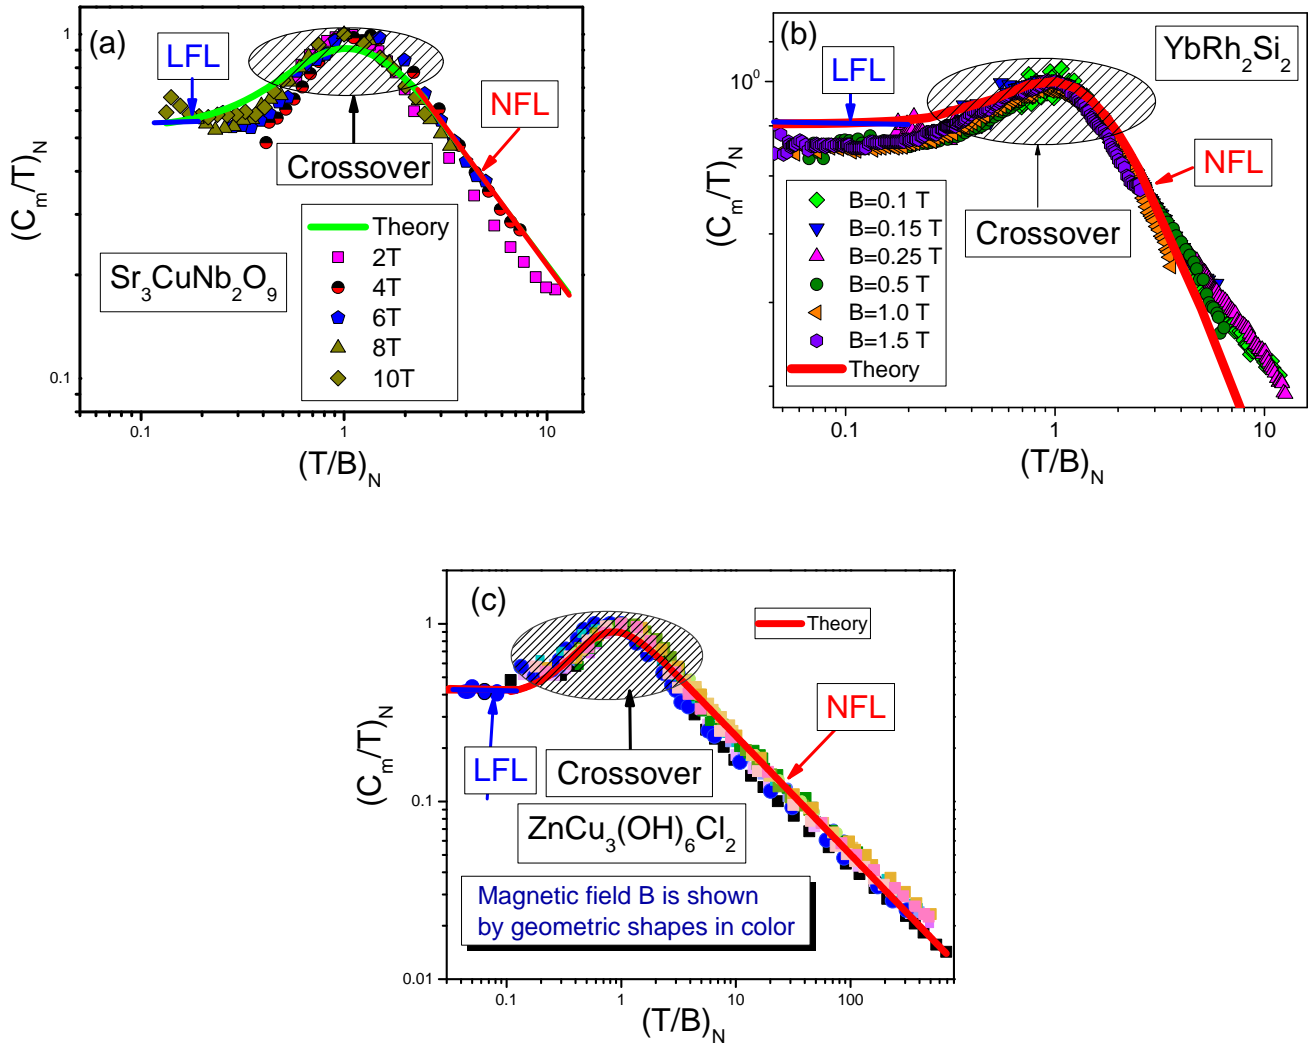 (a)
LFL
NFL
Crossover
Sr3CuNb2O9
Theory
2T
4T
6T
8T
10T
1
0.1
0.1
1
10
(Cm/T)N
(T/B)N
(b)
YbRh2Si2
LFL
NFL
Crossover
B=0.1 T
B=0.15 T
B=0.25 T
B=0.5 T
B=1.0 T
B=1.5 T
Theory
10^0
0.1
1
10
(Cm/T)N
(T/B)N
(c)
Theory
NFL
LFL
Crossover
ZnCu3(OH)6Cl2
Magnetic field B is shown
by geometric shapes in color
1
0.1
0.01
0.1
1
10
100
(Cm/T)N
(T/B)N